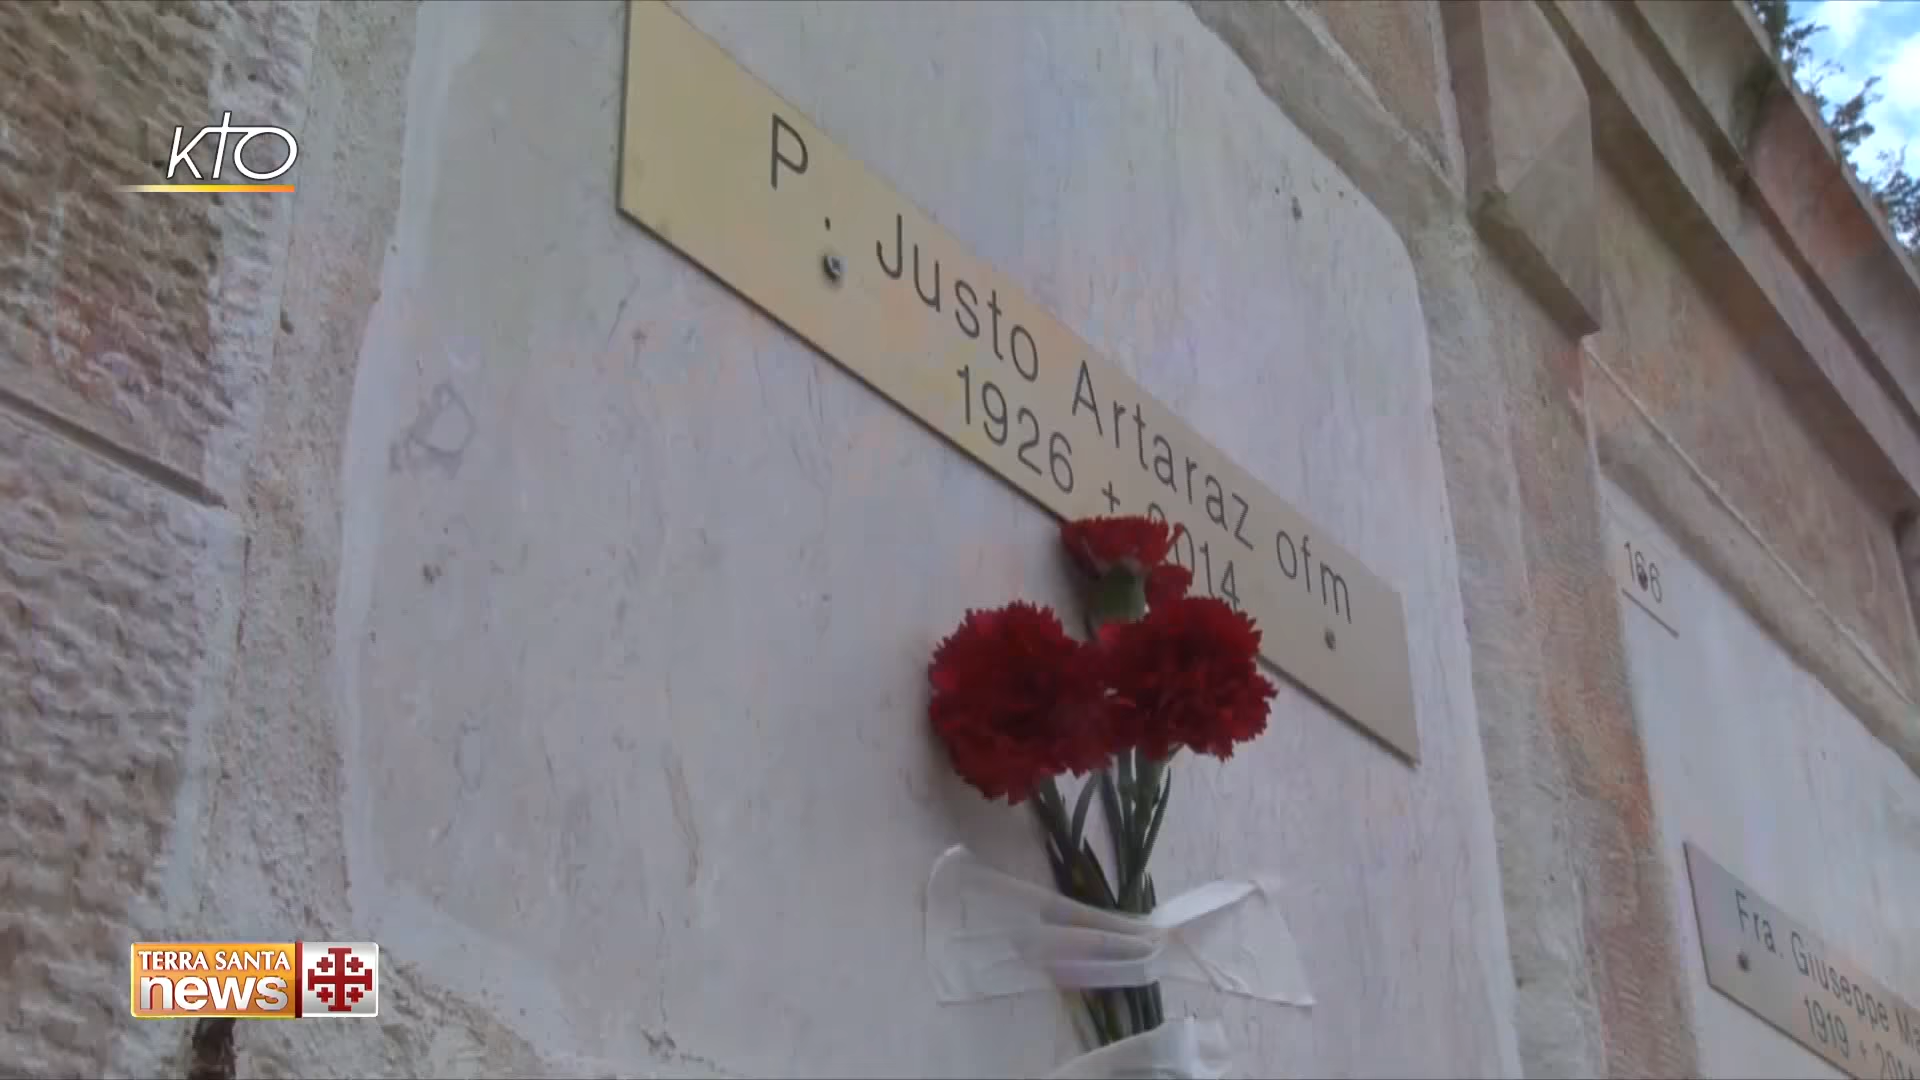 KTO
P. Justo Artaraz ofm
1926 + 2014
166
Fra. Giuseppe
1919 +
TERRA SANTA
news